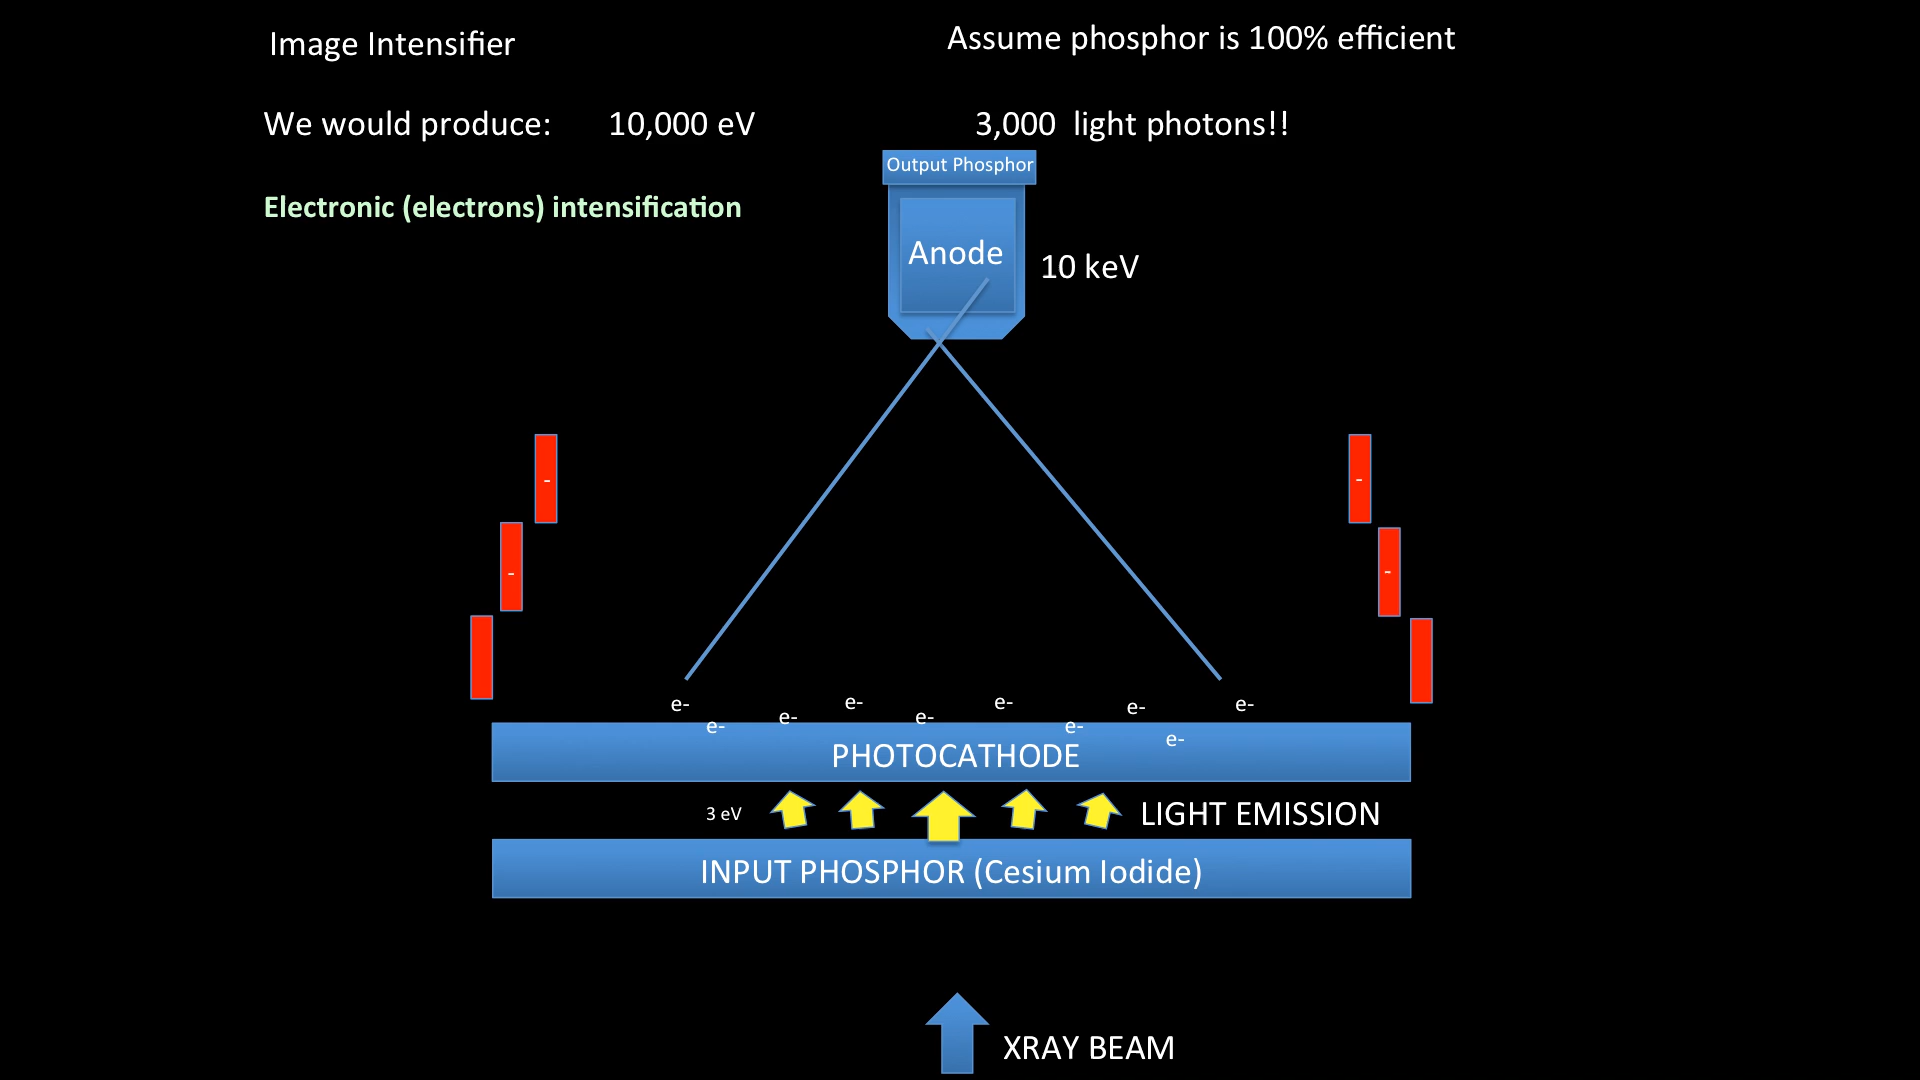 Image Intensifier
Assume phosphor is 100% efficient
We would produce: 10,000 eV 3,000 light photons!!
Output Phosphor
Electronic (electrons) intensification
Anode
10 keV
-
-
-
-
e-
e-
e-
e-
e-
e-
e-
e-
e-
e-
PHOTOCATHODE
3 eV
LIGHT EMISSION
INPUT PHOSPHOR (Cesium Iodide)
XRAY BEAM